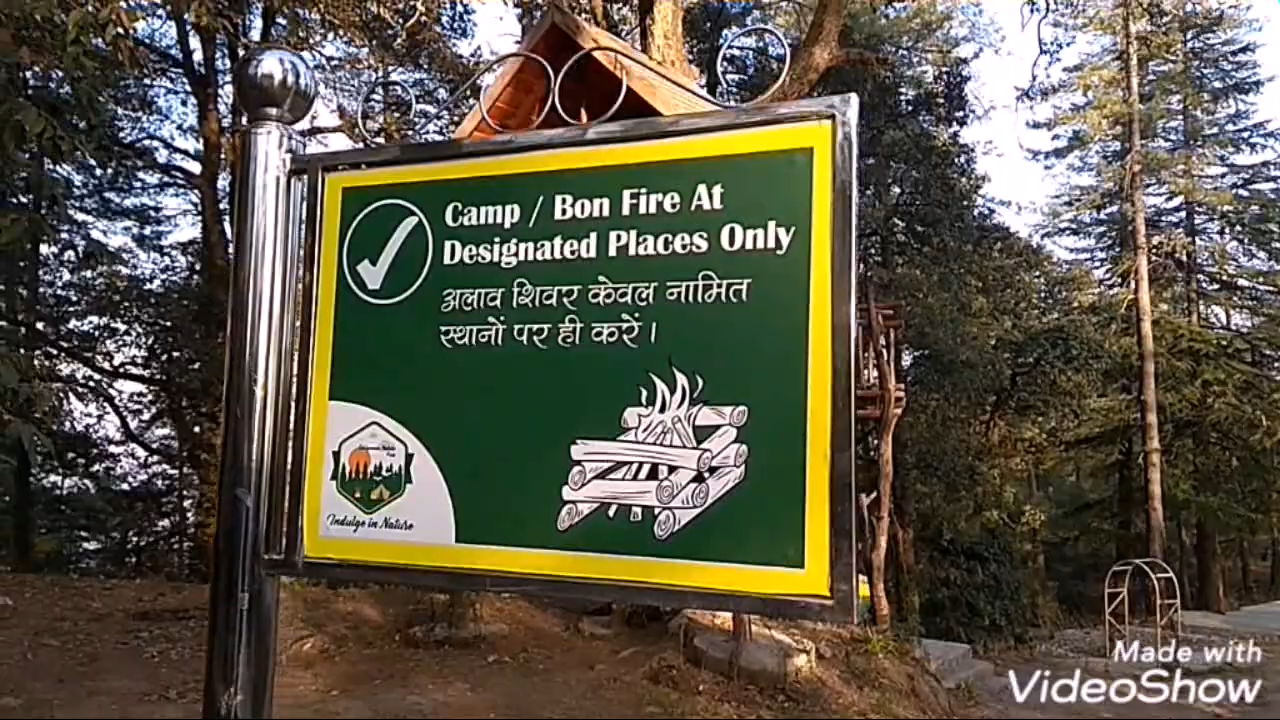 Camp / Bon Fire At
Designated Places Only
अलाव शिवर केवल नामित
स्थानों पर ही करें।
Indulge in Nature
Made with
VideoShow